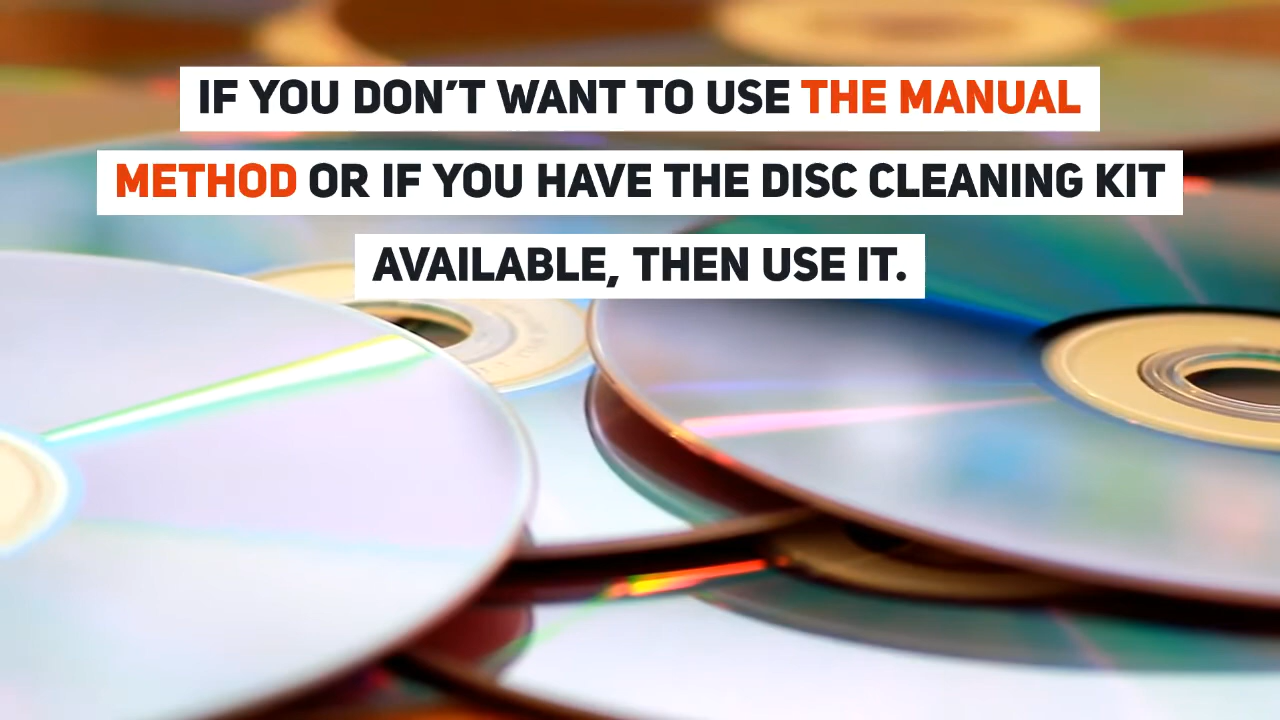 IF YOU DON'T WANT TO USE THE MANUAL
METHOD OR IF YOU HAVE THE DISC CLEANING KIT
AVAILABLE, THEN USE IT.